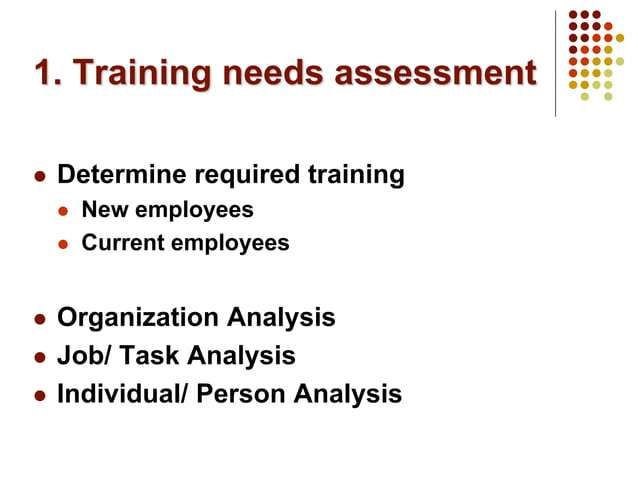 1. Training needs assessment
Determine required training
New employees
Current employees
Organization Analysis
Job/ Task Analysis
Individual/ Person Analysis